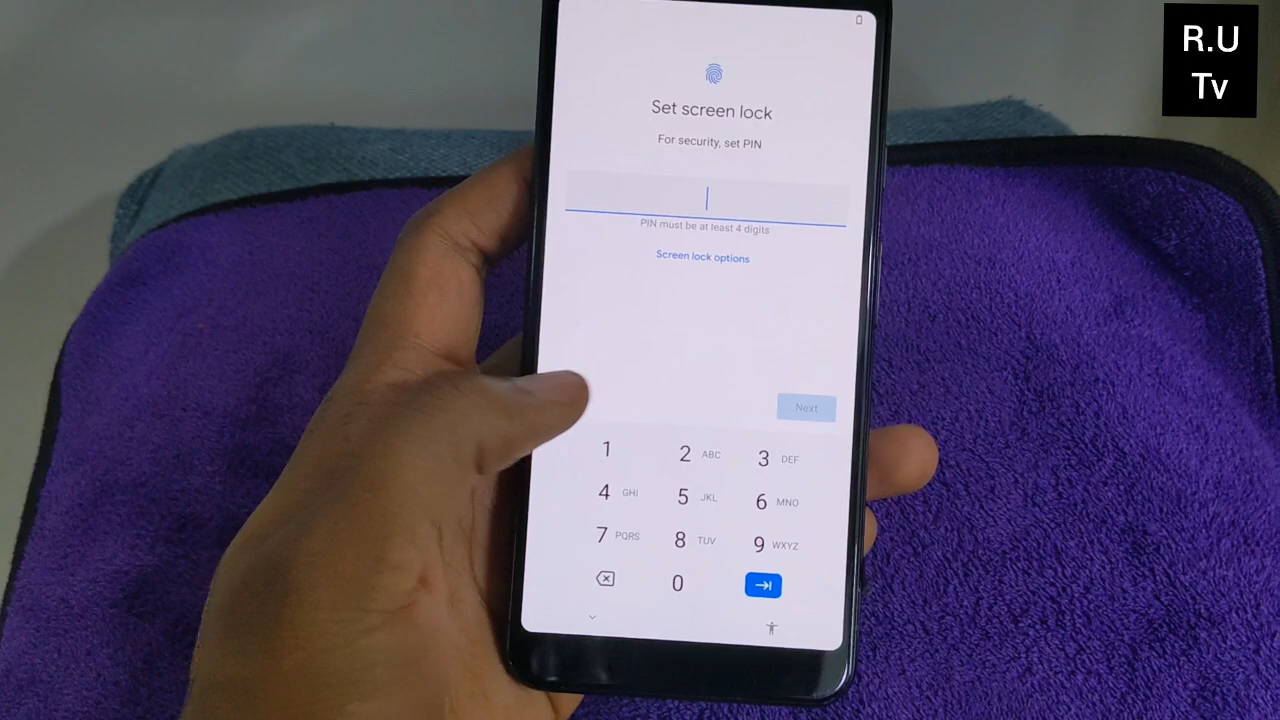 R.U
Tv
Set screen lock
For security, set PIN
PIN must be at least 4 digits
Screen lock options
Next
1 2 ABC 3 DEF
4 GHI 5 JKL 6 MNO
7 PQRS 8 TUV 9 WXYZ
0